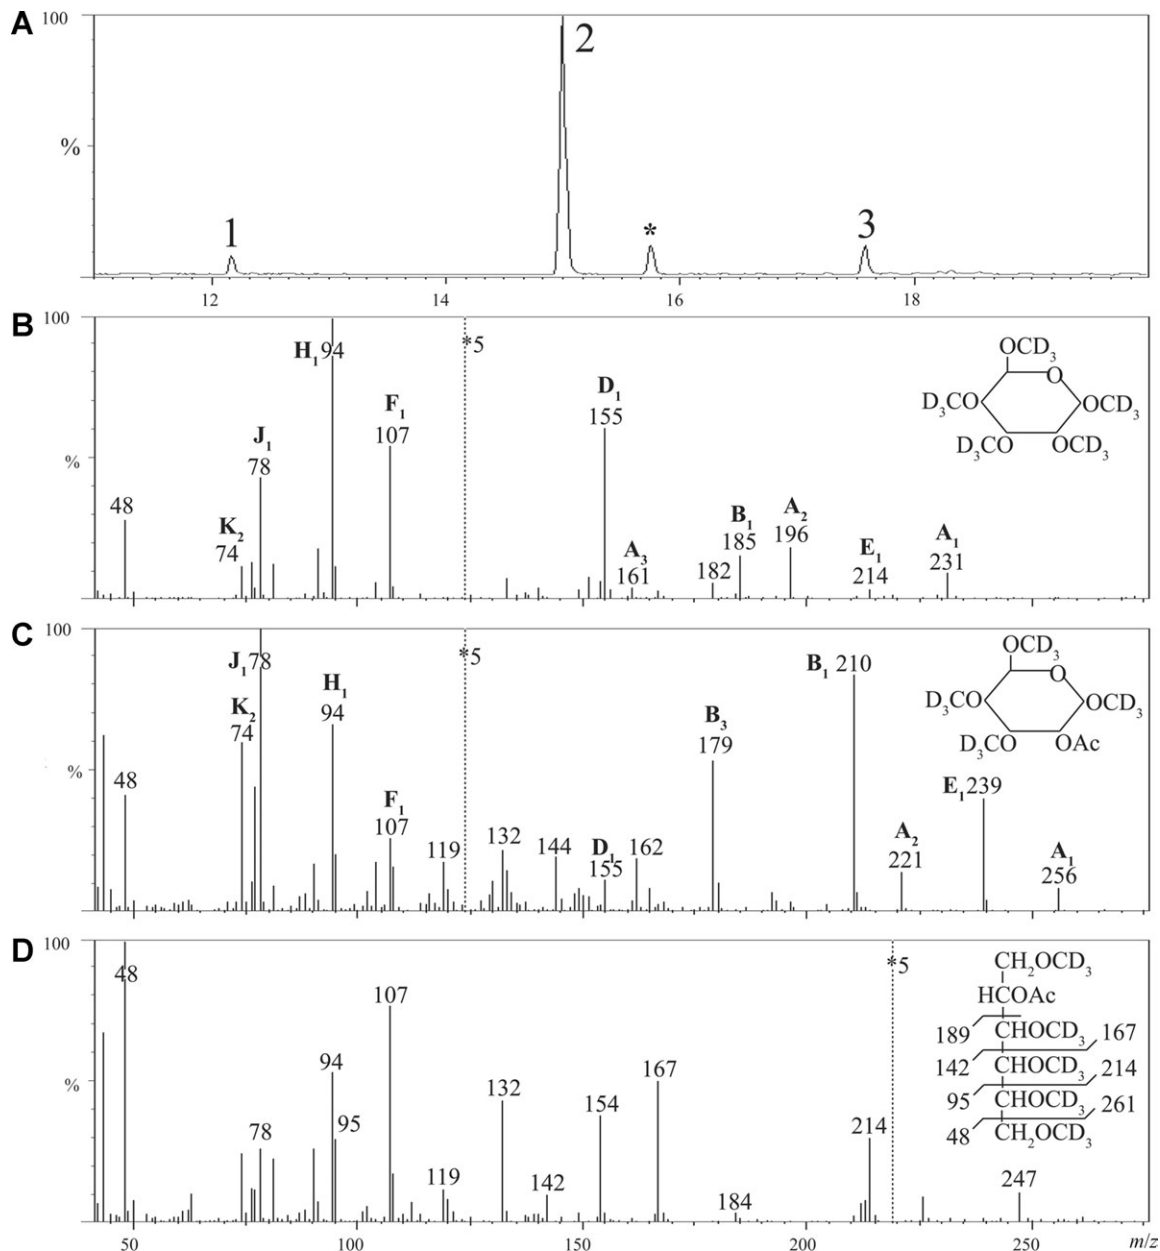 A
100
%
1
2
*
3
12
14
16
18
B
100
%
48
K2
74
J1
78
H1 94
F1
107
*5
D1
155
A3
161
182
B1
185
A2
196
E1
214
A1
231
OCD3
O
D3CO
OCD3
D3CO
OCD3
C
100
%
48
K2
74
J1 78
H1
94
F1
107
*5
119
132
144
D1
155
162
B3
179
B1 210
A2
221
E1 239
A1
256
OCD3
O
D3CO
OCD3
D3CO
OAc
D
100
%
48
78
94
95
107
119
132
142
154
167
184
214
*5
247
CH2OCD3
HCOAc
189 CHOCD3 167
142 CHOCD3 214
95 CHOCD3 261
48 CH2OCD3
50
100
150
200
250
m/z